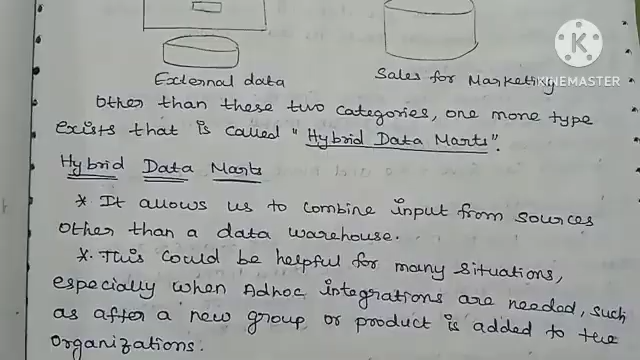 External data
Sales for Marketing
KINEMASTER
Other than these two categories, one more type
exists that is called "Hybrid Data Marts".
Hybrid Data Marts
* It allows us to combine input from sources
other than a data warehouse.
* This could be helpful for many situations,
especially when Adhoc integrations are needed, such
as after a new group or product is added to the
organizations.